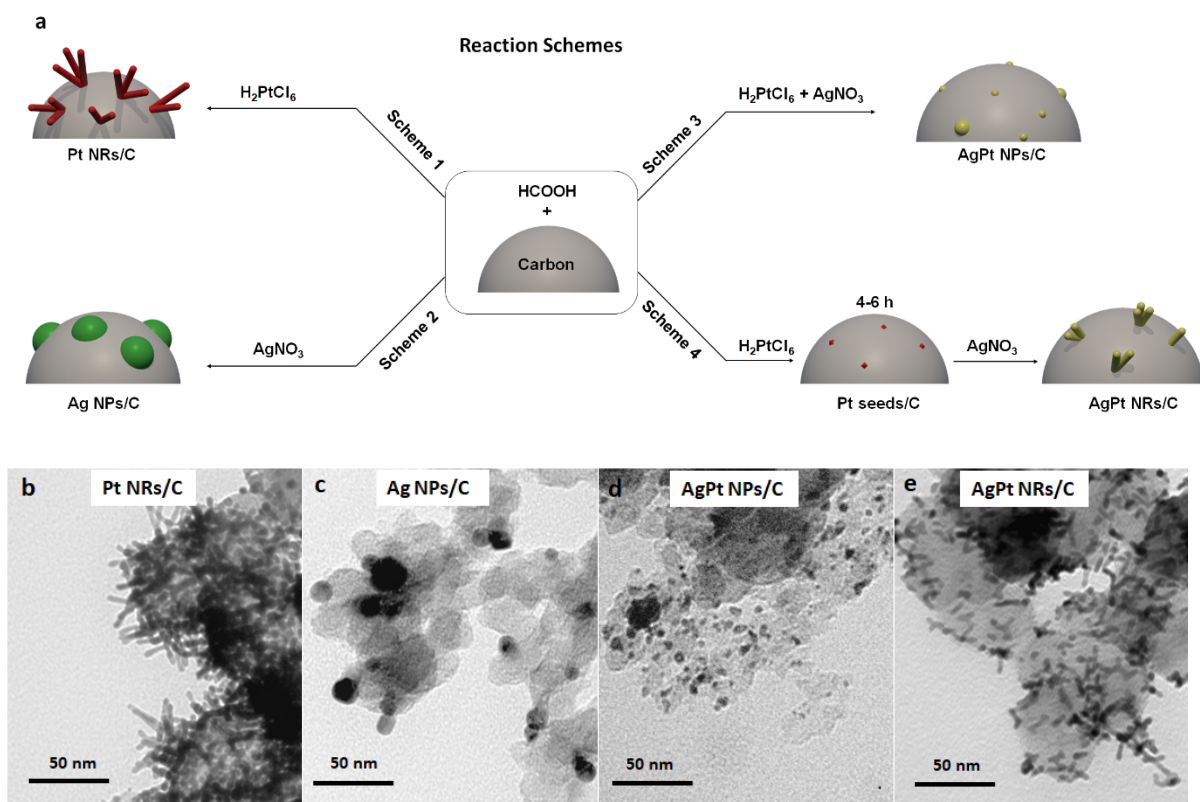 a
Reaction Schemes
H₂PtCl₆
Scheme 1
Pt NRs/C
H₂PtCl₆ + AgNO₃
Scheme 3
AgPt NPs/C
HCOOH
+
Carbon
AgNO₃
Scheme 2
Ag NPs/C
Scheme 4
H₂PtCl₆
4-6 h
Pt seeds/C
AgNO₃
AgPt NRs/C
b
Pt NRs/C
50 nm
c
Ag NPs/C
50 nm
d
AgPt NPs/C
50 nm
e
AgPt NRs/C
50 nm